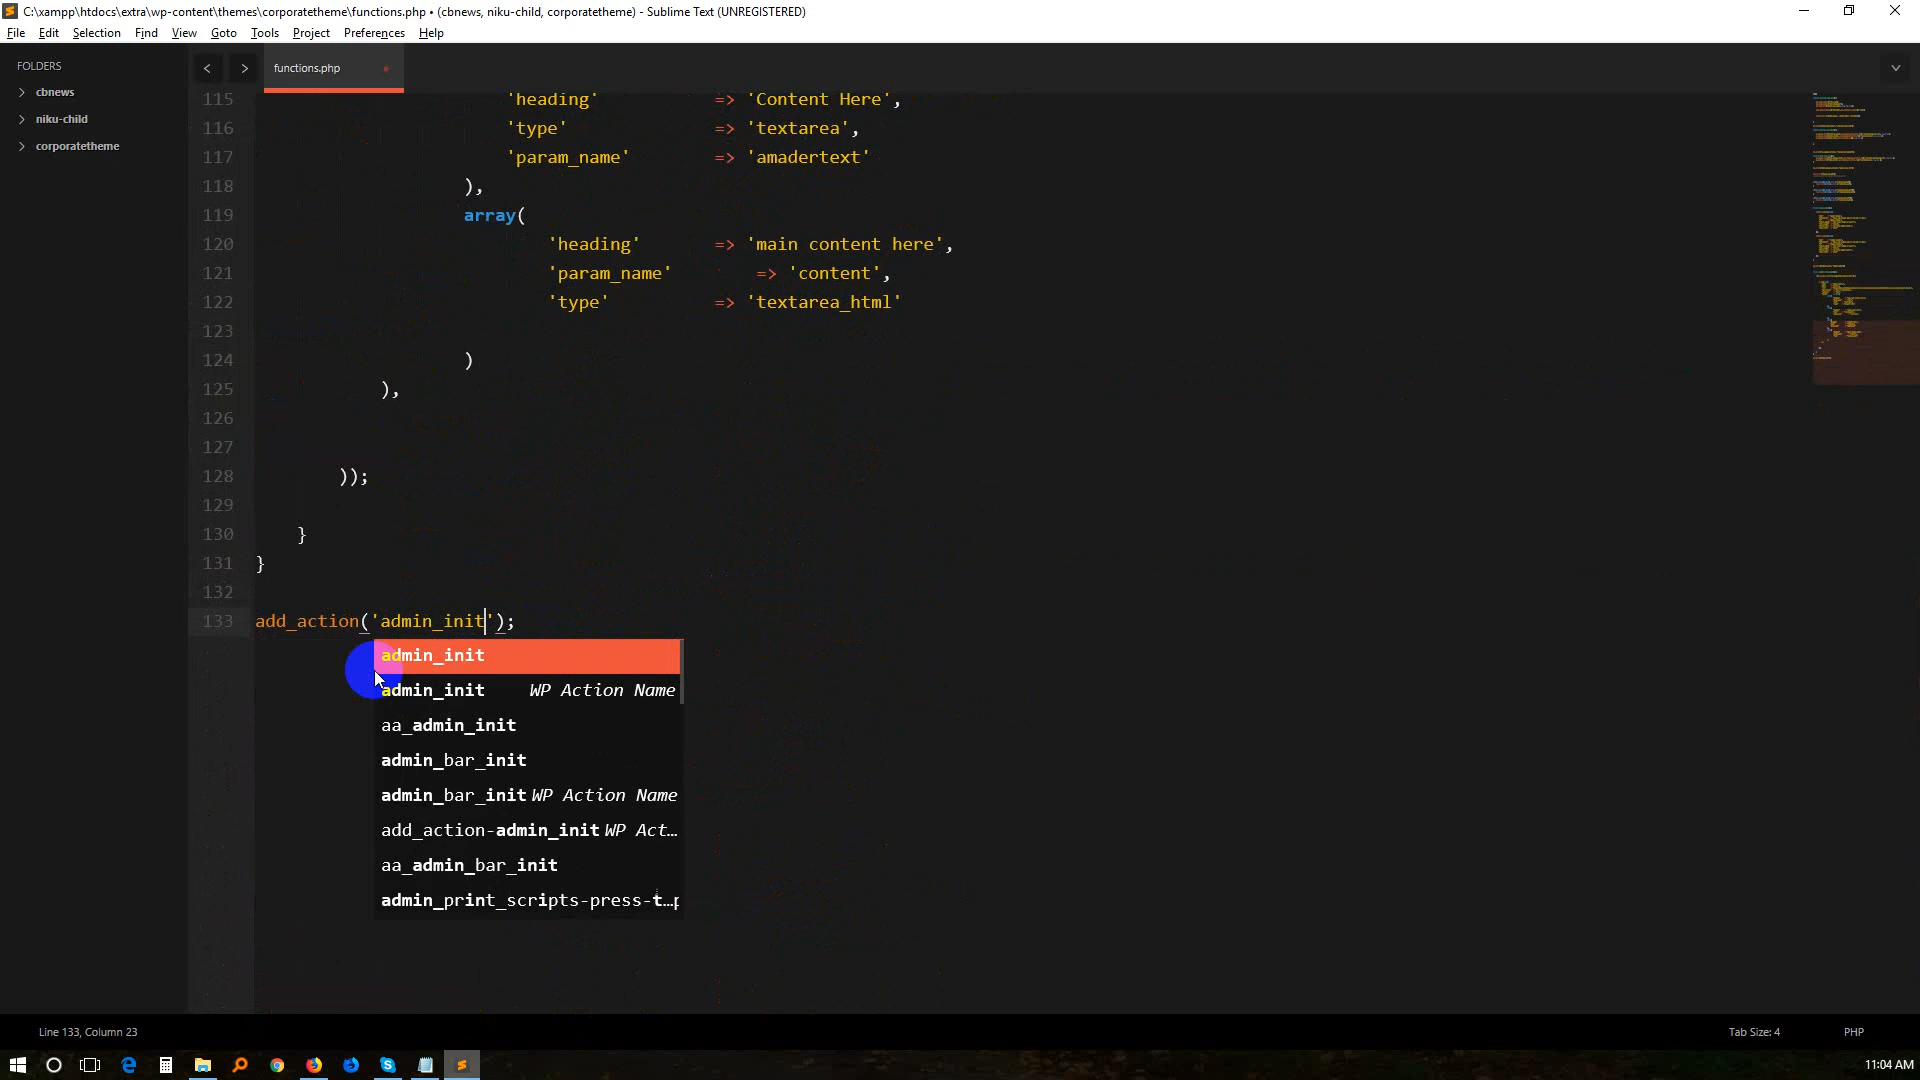 C:\xampp\htdocs\extra\wp-content\themes\corporatetheme\functions.php • (cbnews, niku-child, corporatetheme) - Sublime Text (UNREGISTERED)
File Edit Selection Find View Goto Tools Project Preferences Help
FOLDERS
cbnews
niku-child
corporatetheme
functions.php
115 'heading' => 'Content Here',
116 'type' => 'textarea',
117 'param_name' => 'amadertext'
118 ),
119 array(
120 'heading' => 'main content here',
121 'param_name' => 'content',
122 'type' => 'textarea_html'
123
124 )
125 ),
126
127
128 ));
129
130 }
131 }
132
133 add_action('admin_init');
admin_init
admin_init WP Action Name
aa_admin_init
admin_bar_init
admin_bar_init WP Action Name
add_action-admin_init WP Act…
aa_admin_bar_init
admin_print_scripts-press-t…p
Line 133, Column 23
Tab Size: 4
PHP
11:04 AM